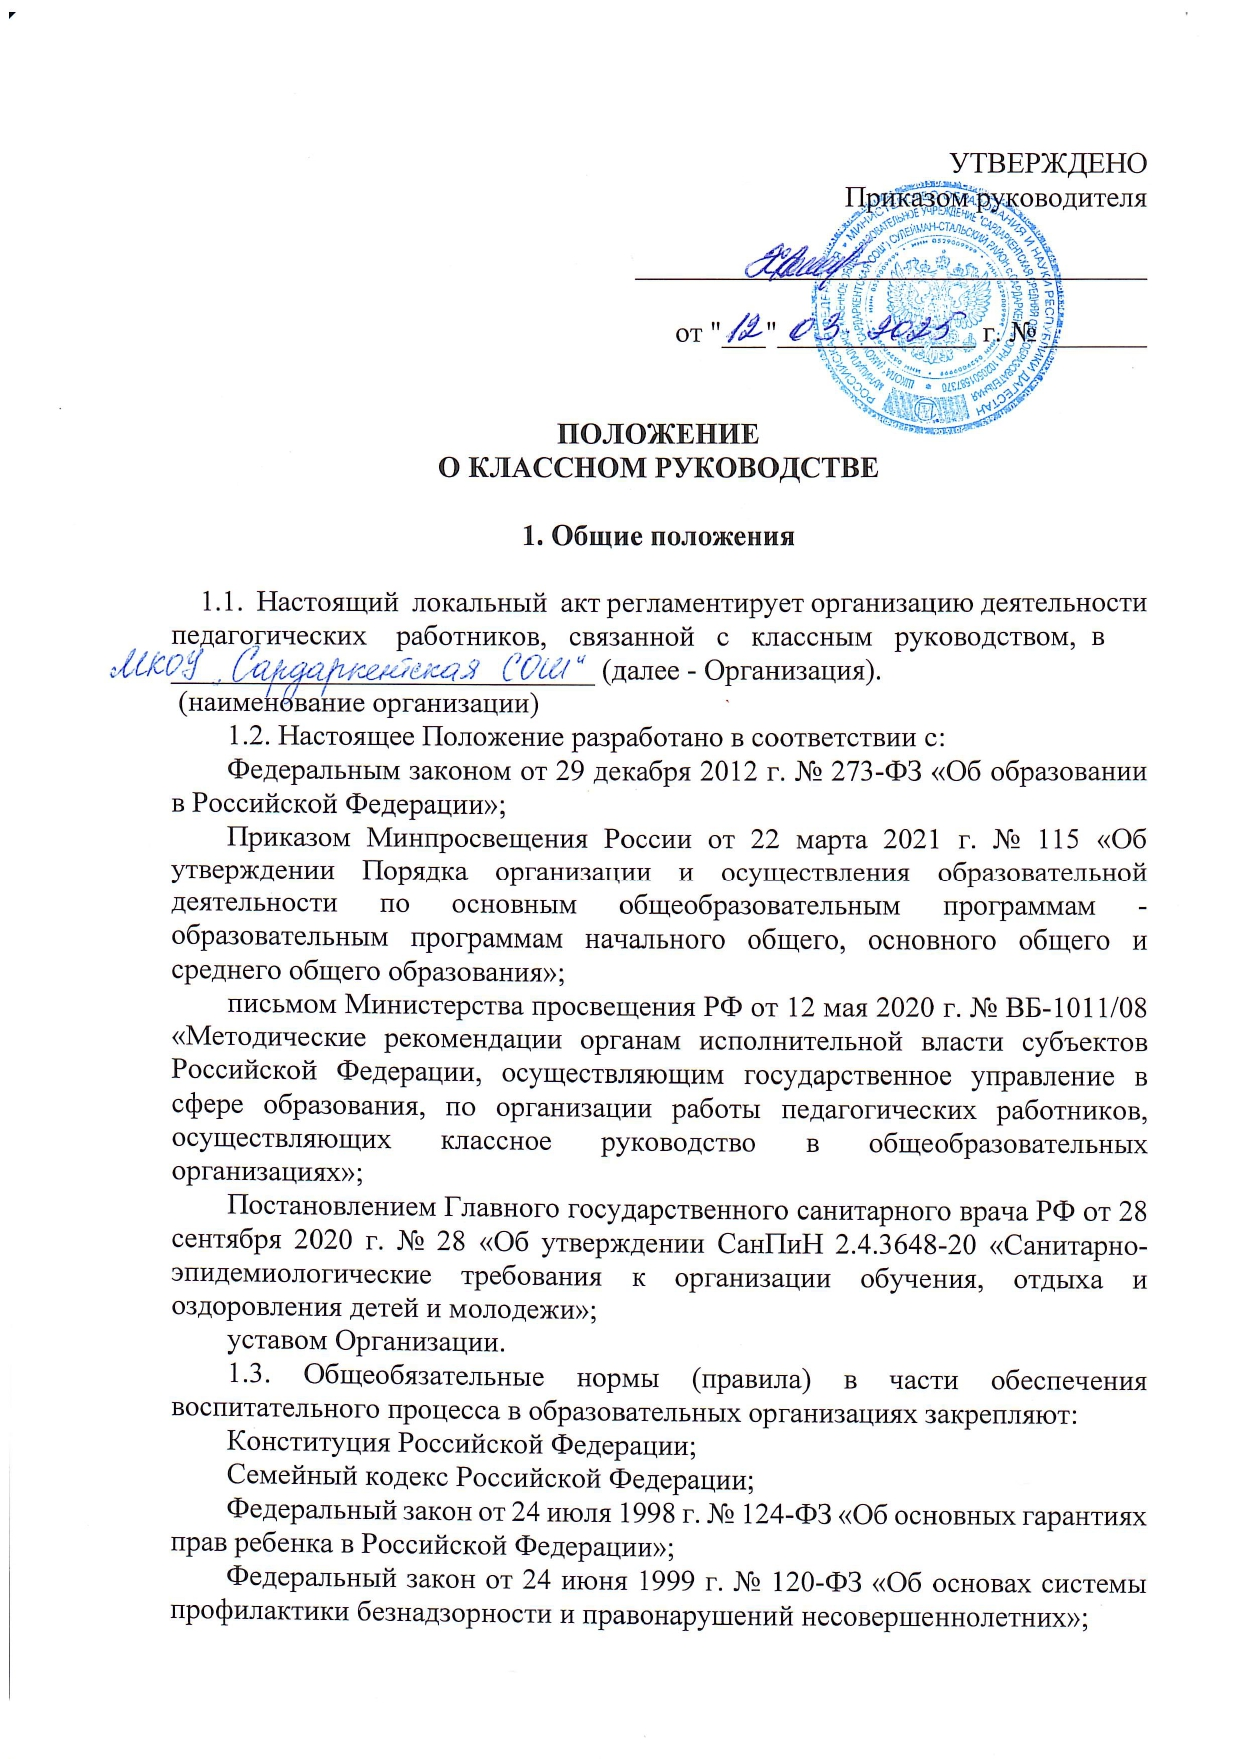 УТВЕРЖДЕНО
Приказом руководителя
от "12" 03. 2025 г. №
ПОЛОЖЕНИЕ
О КЛАССНОМ РУКОВОДСТВЕ
1. Общие положения
1.1. Настоящий локальный акт регламентирует организацию деятельности
педагогических работников, связанной с классным руководством, в
МКОУ „Сардаркентская СОШ“ (далее - Организация).
(наименование организации)
1.2. Настоящее Положение разработано в соответствии с:
Федеральным законом от 29 декабря 2012 г. № 273-ФЗ «Об образовании
в Российской Федерации»;
Приказом Минпросвещения России от 22 марта 2021 г. № 115 «Об
утверждении Порядка организации и осуществления образовательной
деятельности по основным общеобразовательным программам -
образовательным программам начального общего, основного общего и
среднего общего образования»;
письмом Министерства просвещения РФ от 12 мая 2020 г. № ВБ-1011/08
«Методические рекомендации органам исполнительной власти субъектов
Российской Федерации, осуществляющим государственное управление в
сфере образования, по организации работы педагогических работников,
осуществляющих классное руководство в общеобразовательных
организациях»;
Постановлением Главного государственного санитарного врача РФ от 28
сентября 2020 г. № 28 «Об утверждении СанПиН 2.4.3648-20 «Санитарно-
эпидемиологические требования к организации обучения, отдыха и
оздоровления детей и молодежи»;
уставом Организации.
1.3. Общеобязательные нормы (правила) в части обеспечения
воспитательного процесса в образовательных организациях закрепляют:
Конституция Российской Федерации;
Семейный кодекс Российской Федерации;
Федеральный закон от 24 июля 1998 г. № 124-ФЗ «Об основных гарантиях
прав ребенка в Российской Федерации»;
Федеральный закон от 24 июня 1999 г. № 120-ФЗ «Об основах системы
профилактики безнадзорности и правонарушений несовершеннолетних»;